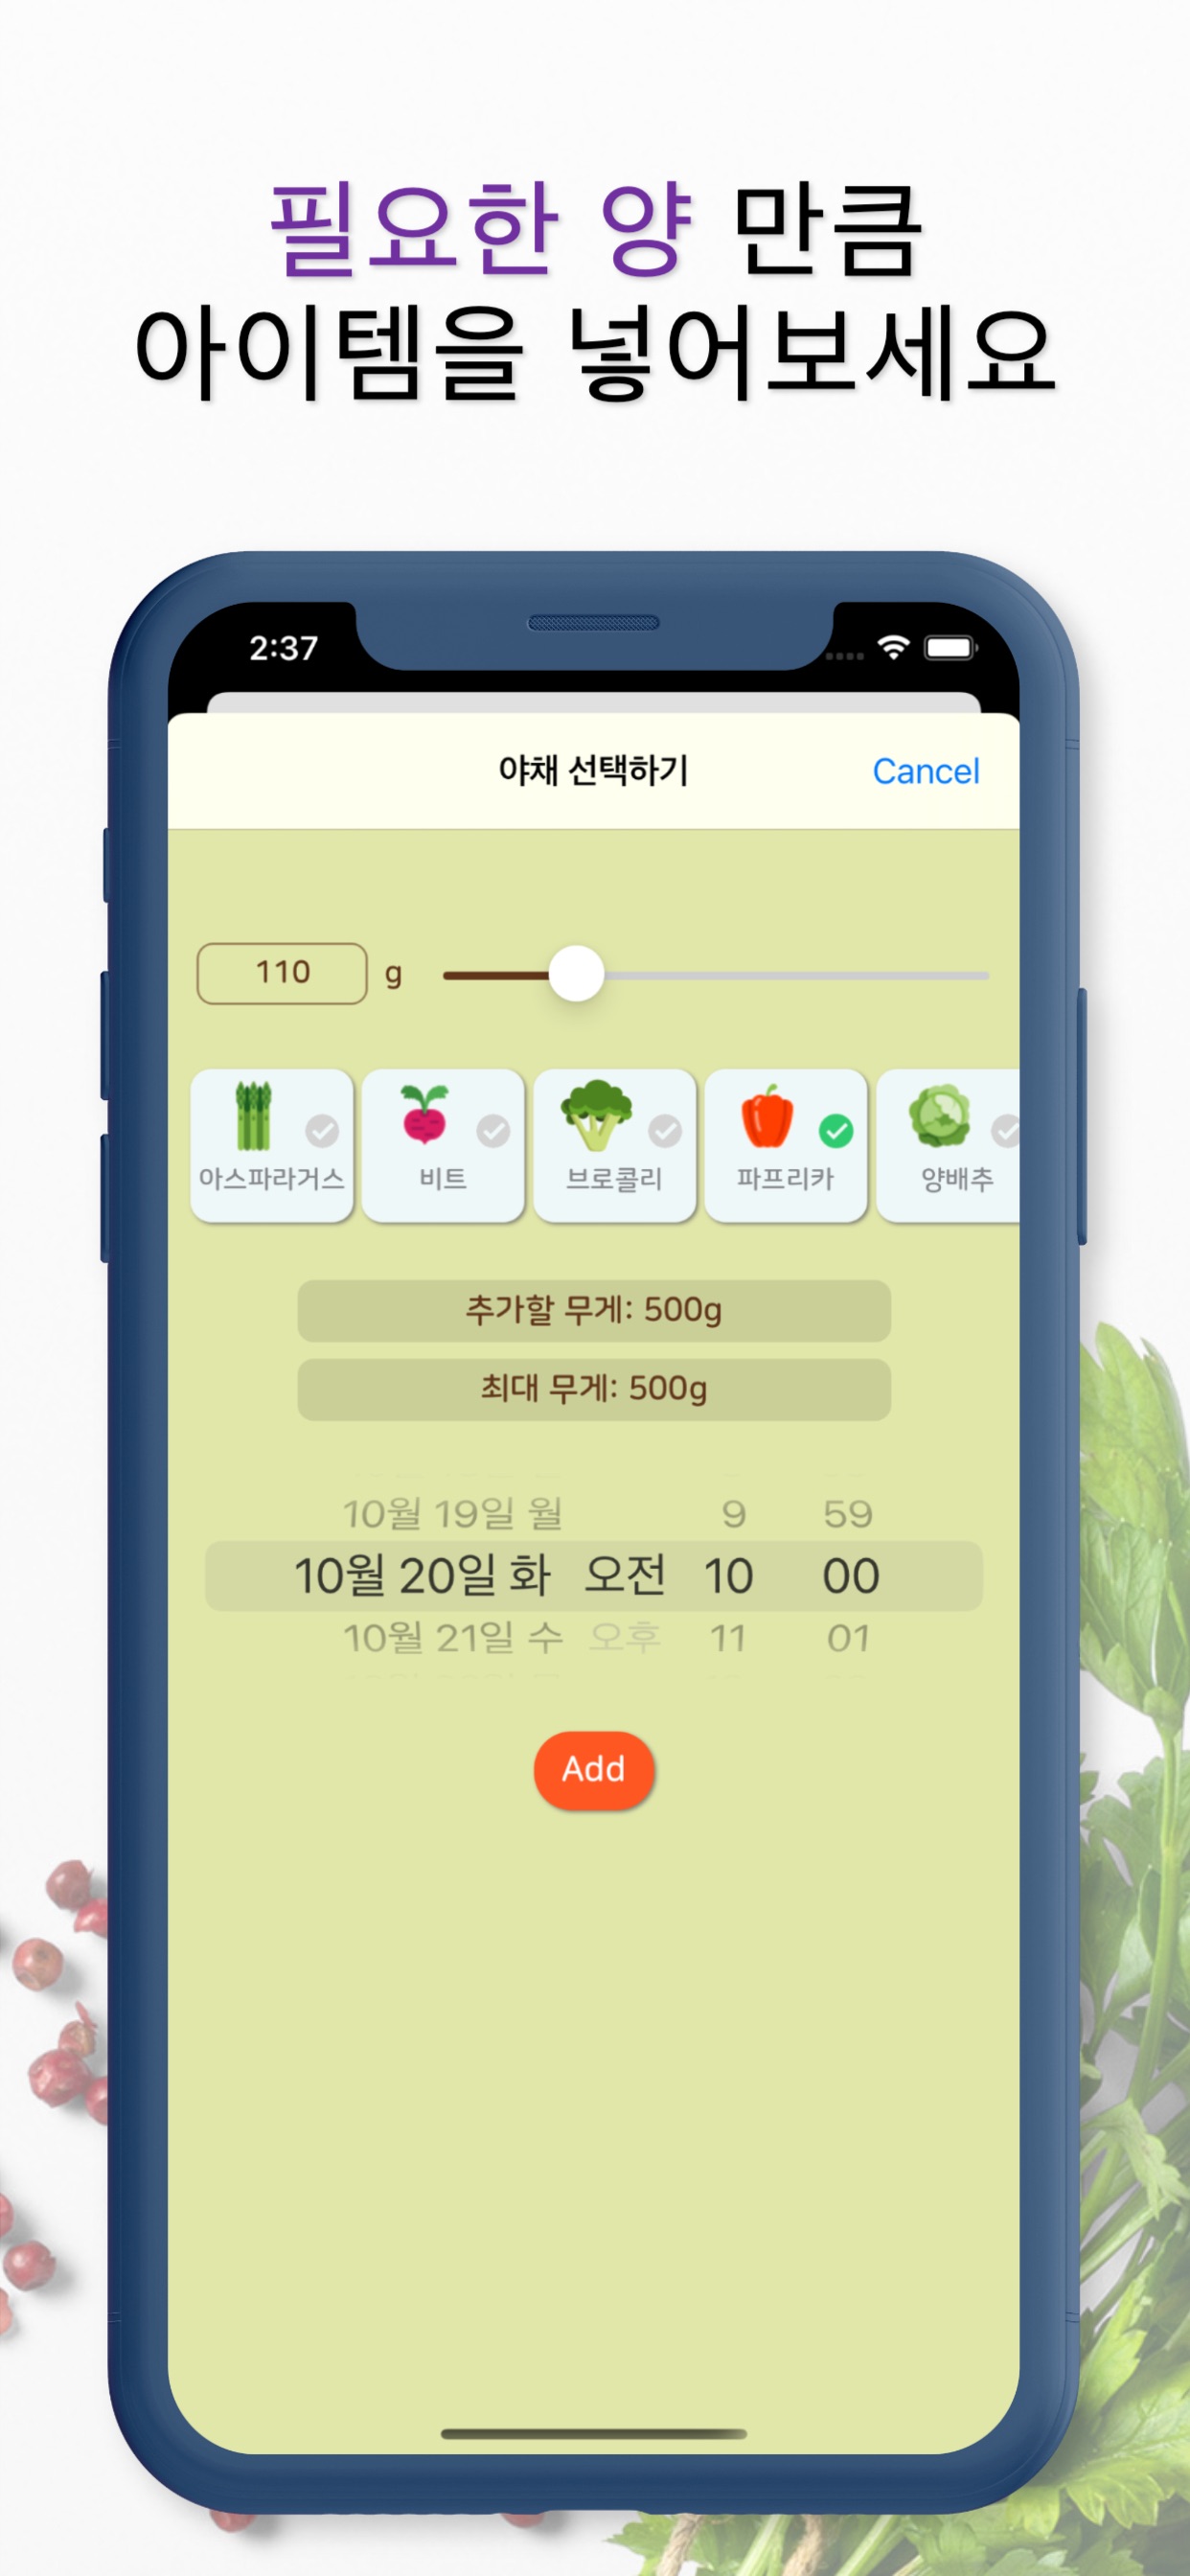 필요한 양 만큼
아이템을 넣어보세요
2:37
야채 선택하기 Cancel
110 g
아스파라거스 비트 브로콜리 파프리카 양배추
추가할 무게: 500g
최대 무게: 500g
10월 19일 월 9 59
10월 20일 화 오전 10 00
10월 21일 수 오후 11 01
Add